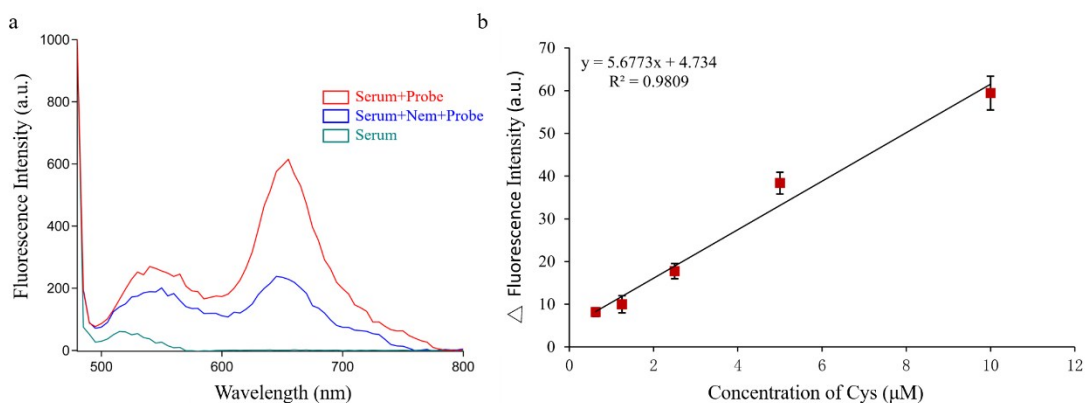 a
1000
800
600
400
200
0
500
600
700
800
Fluorescence Intensity (a.u.)
Wavelength (nm)
Serum+Probe
Serum+Nem+Probe
Serum
b
70
60
50
40
30
20
10
0
0
2
4
6
8
10
12
△ Fluorescence Intensity (a.u.)
Concentration of Cys (μM)
y = 5.6773x + 4.734
R² = 0.9809